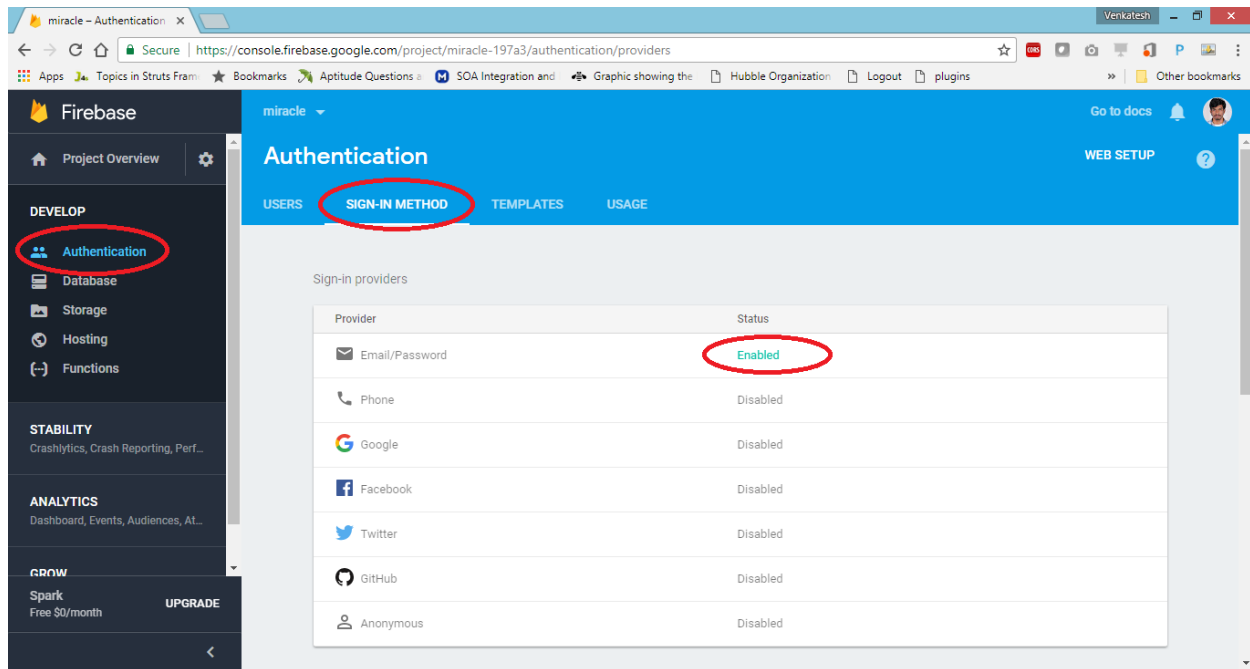 miracle – Authentication
Venkatesh
Secure https://console.firebase.google.com/project/miracle-197a3/authentication/providers
Apps Topics in Struts Fram Bookmarks Aptitude Questions a SOA Integration and Graphic showing the Hubble Organization Logout plugins » Other bookmarks
Firebase
miracle
Go to docs
Project Overview
Authentication
WEB SETUP
USERS SIGN-IN METHOD TEMPLATES USAGE
DEVELOP
Authentication
Database
Storage
Hosting
Functions
STABILITY
Crashlytics, Crash Reporting, Perf...
ANALYTICS
Dashboard, Events, Audiences, At...
GROW
Spark
Free $0/month
UPGRADE
Sign-in providers
Provider Status
Email/Password Enabled
Phone Disabled
Google Disabled
Facebook Disabled
Twitter Disabled
GitHub Disabled
Anonymous Disabled